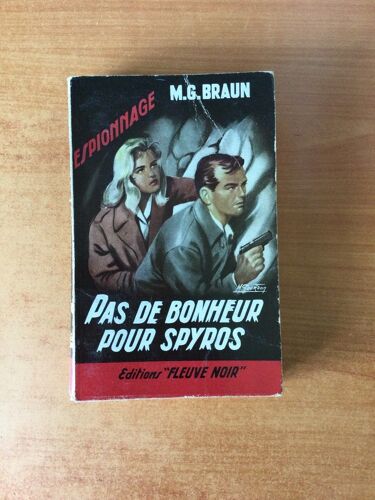 M.G. BRAUN
ESPIONNAGE
PAS DE BONHEUR
POUR SPYROS
Editions "FLEUVE NOIR"